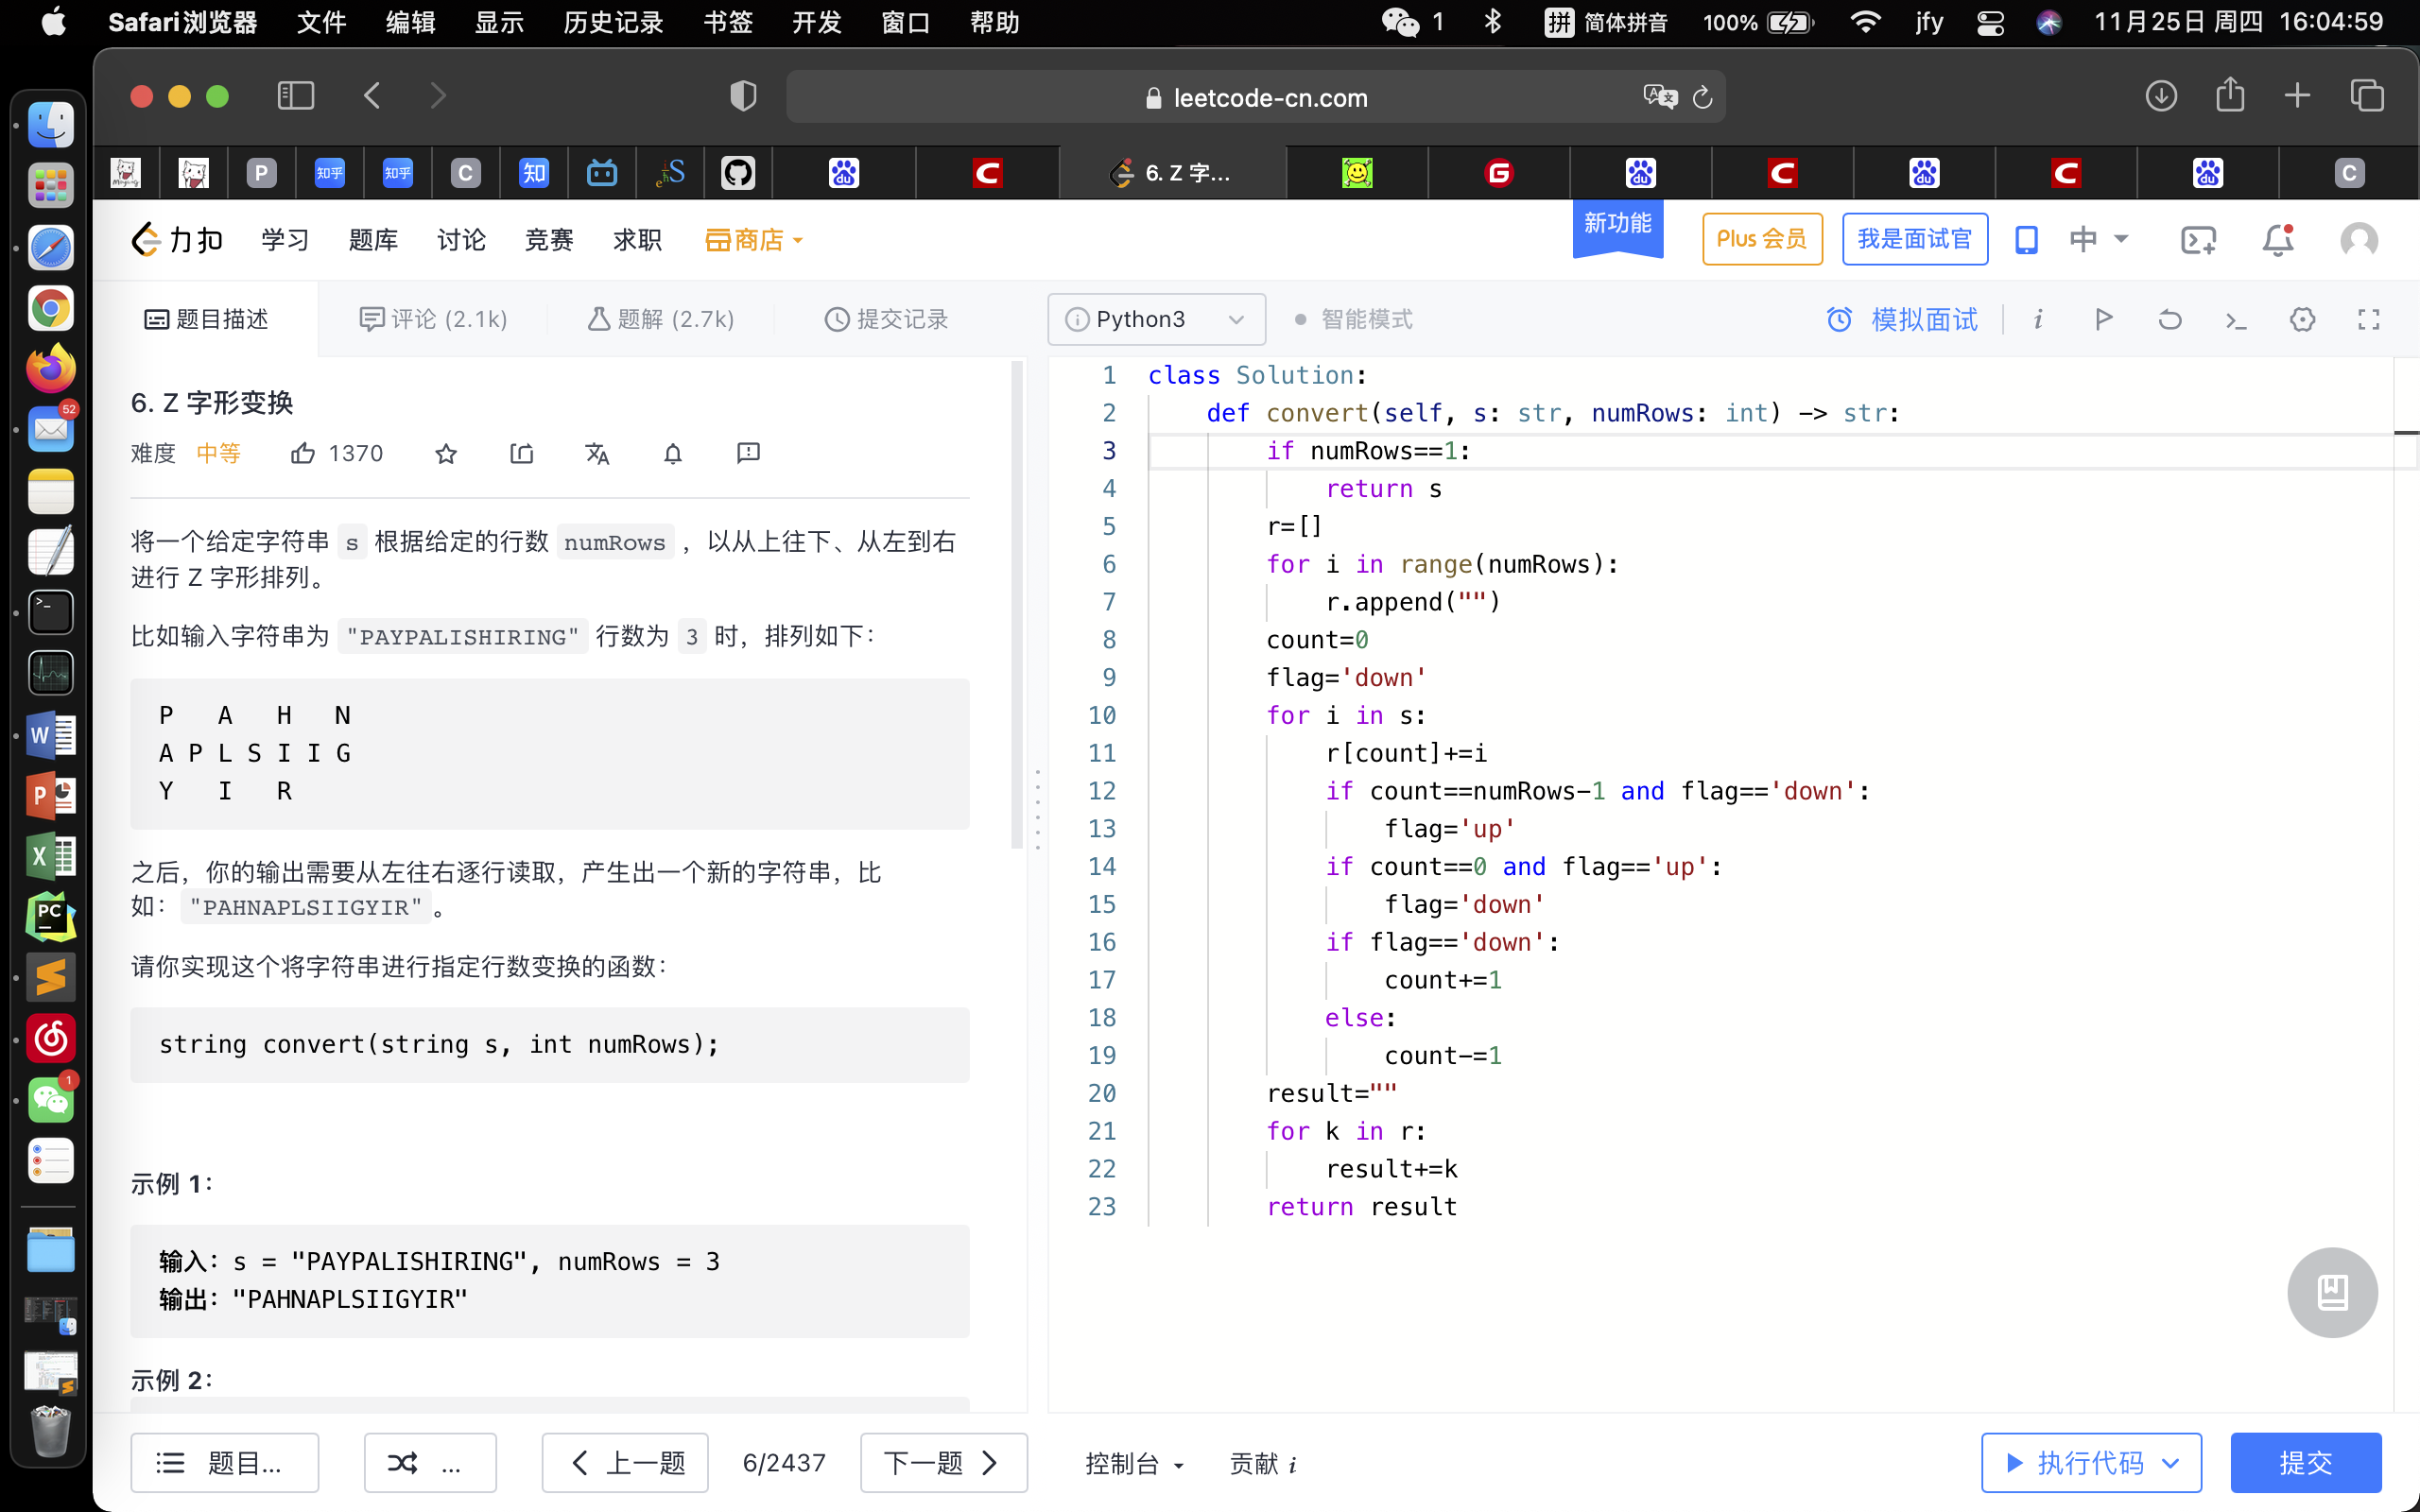 Safari浏览器 文件 编辑 显示 历史记录 书签 开发 窗口 帮助 1 拼 简体拼音 100% jfy 11月25日 周四 16:04:59
leetcode-cn.com
P 知乎 知乎 C 知 du C 6. Z 字... G du C du C du C
力扣 学习 题库 讨论 竞赛 求职 商店 新功能 Plus 会员 我是面试官 中
题目描述 评论 (2.1k) 题解 (2.7k) 提交记录
6. Z 字形变换
难度 中等 1370
将一个给定字符串 s 根据给定的行数 numRows ，以从上往下、从左到右
进行 Z 字形排列。
比如输入字符串为 "PAYPALISHIRING" 行数为 3 时，排列如下：
P   A   H   N
A P L S I I G
Y   I   R
之后，你的输出需要从左往右逐行读取，产生出一个新的字符串，比
如： "PAHNAPLSIIGYIR" 。
请你实现这个将字符串进行指定行数变换的函数：
string convert(string s, int numRows);
示例 1：
输入：s = "PAYPALISHIRING", numRows = 3
输出："PAHNAPLSIIGYIR"
示例 2：
题目... ... 上一题 6/2437 下一题
Python3 智能模式 模拟面试 i
1 class Solution:
2     def convert(self, s: str, numRows: int) -> str:
3         if numRows==1:
4             return s
5         r=[]
6         for i in range(numRows):
7             r.append("")
8         count=0
9         flag='down'
10         for i in s:
11             r[count]+=i
12             if count==numRows-1 and flag=='down':
13                 flag='up'
14             if count==0 and flag=='up':
15                 flag='down'
16             if flag=='down':
17                 count+=1
18             else:
19                 count-=1
20         result=""
21         for k in r:
22             result+=k
23         return result
控制台 贡献 i 执行代码 提交
52
W
P
X
PC
1